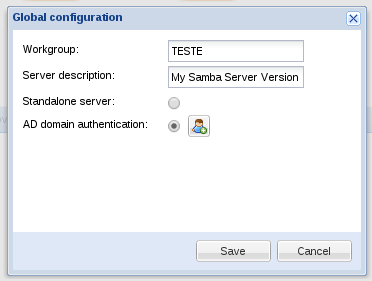 Global configuration
Workgroup: TESTE
Server description: My Samba Server Version
Standalone server:
AD domain authentication:
Save Cancel